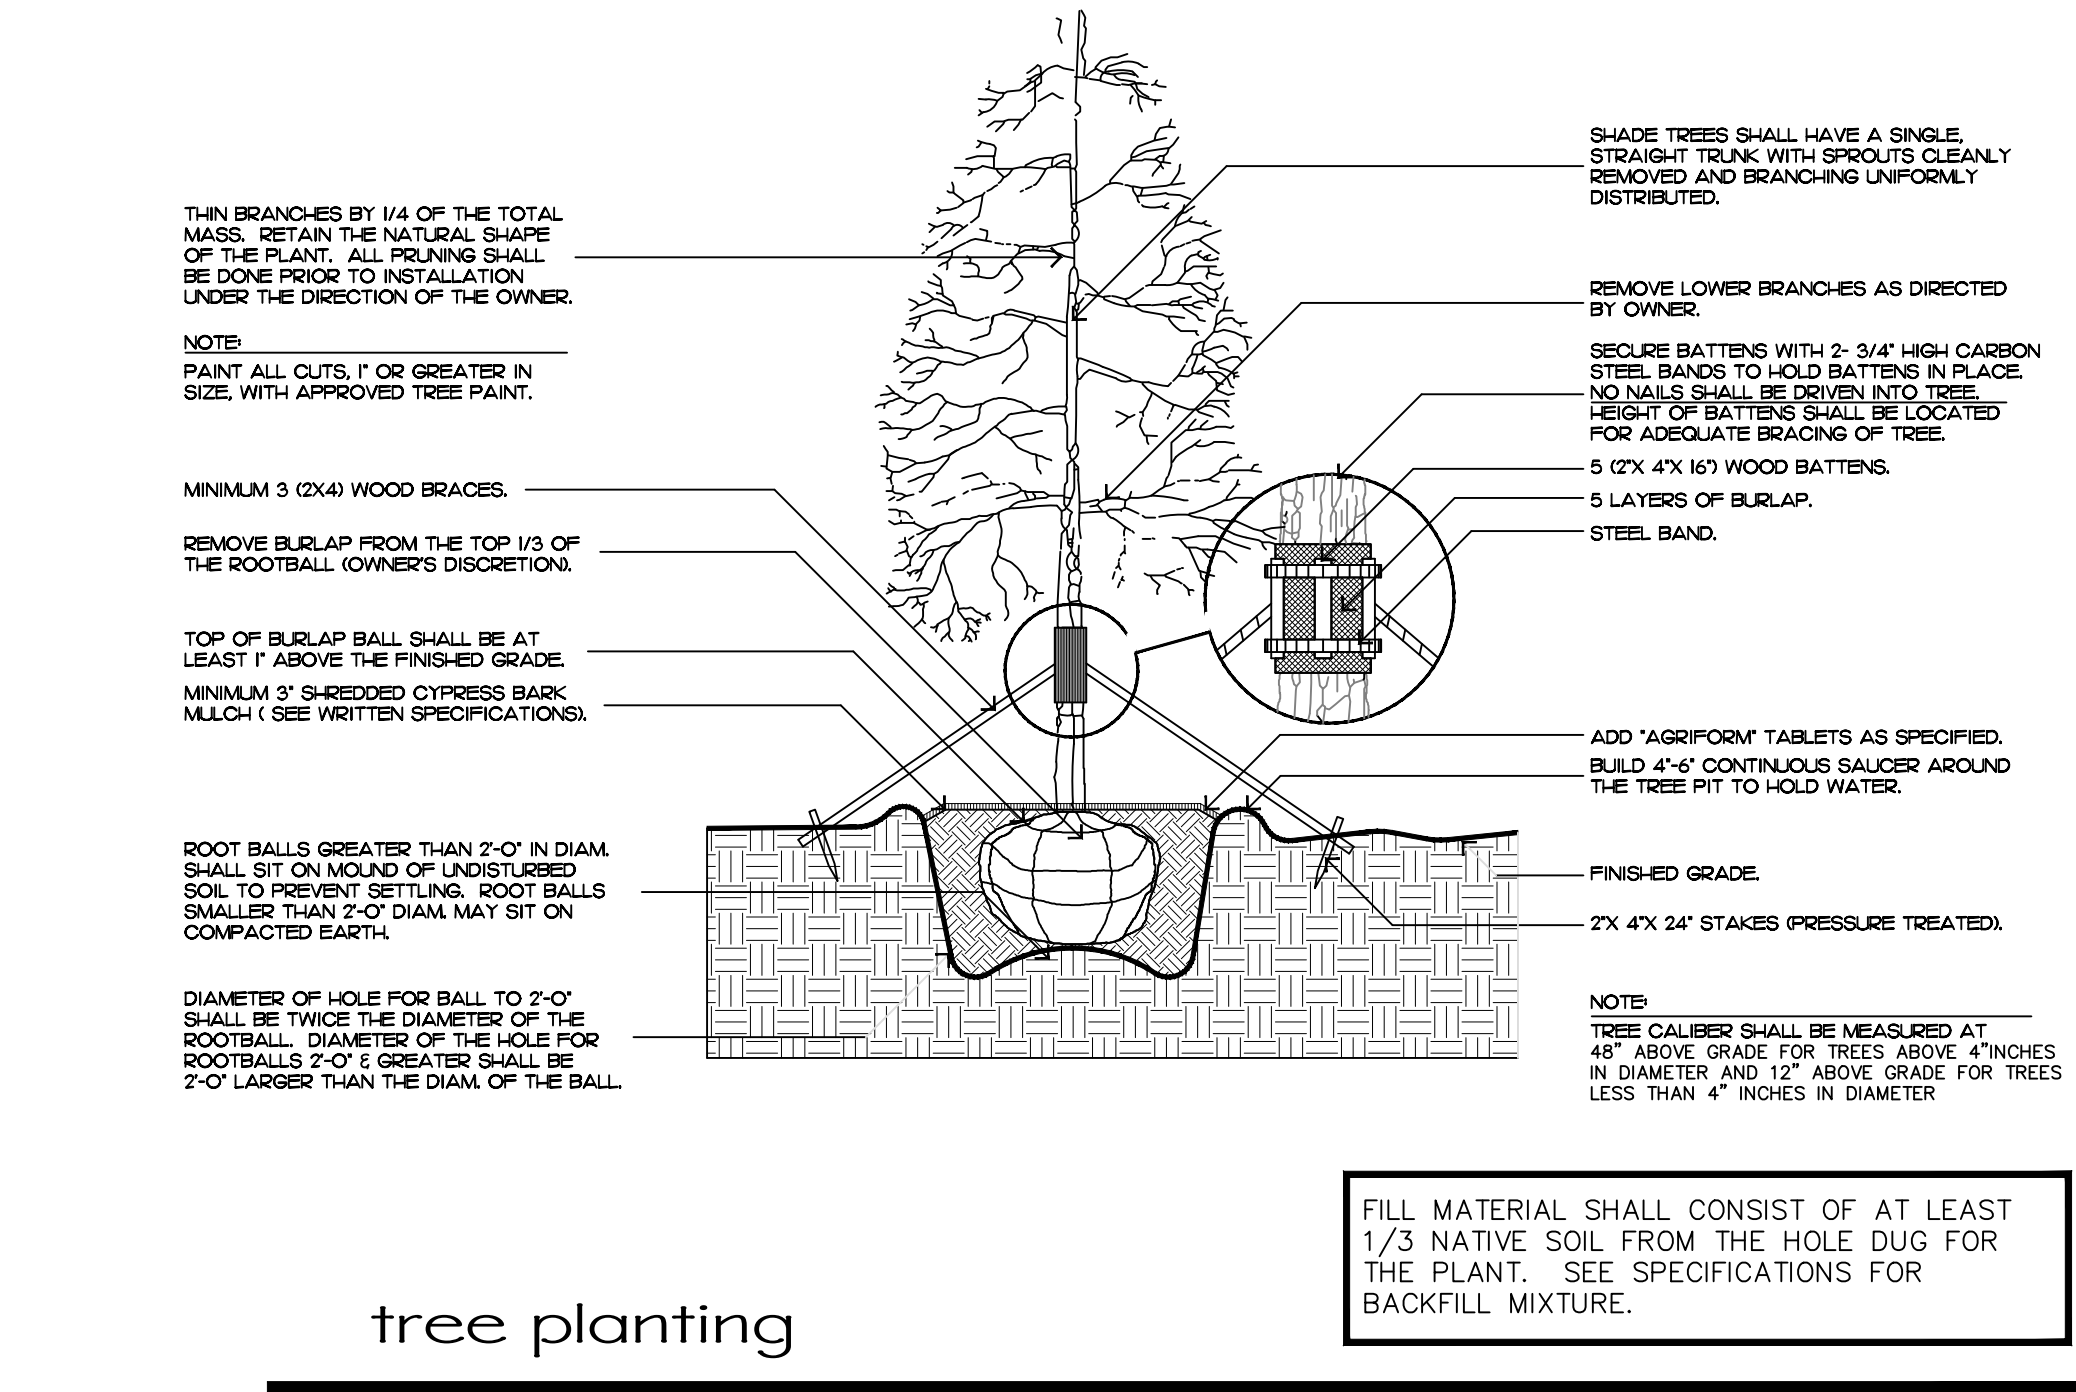 THIN BRANCHES BY 1/4 OF THE TOTAL
MASS. RETAIN THE NATURAL SHAPE
OF THE PLANT. ALL PRUNING SHALL
BE DONE PRIOR TO INSTALLATION
UNDER THE DIRECTION OF THE OWNER.
NOTE:
PAINT ALL CUTS, 1" OR GREATER IN
SIZE, WITH APPROVED TREE PAINT.
MINIMUM 3 (2X4) WOOD BRACES.
REMOVE BURLAP FROM THE TOP 1/3 OF
THE ROOTBALL (OWNER'S DISCRETION).
TOP OF BURLAP BALL SHALL BE AT
LEAST 1" ABOVE THE FINISHED GRADE.
MINIMUM 3" SHREDDED CYPRESS BARK
MULCH ( SEE WRITTEN SPECIFICATIONS).
ROOT BALLS GREATER THAN 2'-0" IN DIAM.
SHALL SIT ON MOUND OF UNDISTURBED
SOIL TO PREVENT SETTLING. ROOT BALLS
SMALLER THAN 2'-0" DIAM. MAY SIT ON
COMPACTED EARTH.
DIAMETER OF HOLE FOR BALL TO 2'-0"
SHALL BE TWICE THE DIAMETER OF THE
ROOTBALL. DIAMETER OF THE HOLE FOR
ROOTBALLS 2'-0" & GREATER SHALL BE
2'-0" LARGER THAN THE DIAM. OF THE BALL.
SHADE TREES SHALL HAVE A SINGLE,
STRAIGHT TRUNK WITH SPROUTS CLEANLY
REMOVED AND BRANCHING UNIFORMLY
DISTRIBUTED.
REMOVE LOWER BRANCHES AS DIRECTED
BY OWNER.
SECURE BATTENS WITH 2- 3/4" HIGH CARBON
STEEL BANDS TO HOLD BATTENS IN PLACE.
NO NAILS SHALL BE DRIVEN INTO TREE.
HEIGHT OF BATTENS SHALL BE LOCATED
FOR ADEQUATE BRACING OF TREE.
5 (2"X 4"X 16") WOOD BATTENS.
5 LAYERS OF BURLAP.
STEEL BAND.
ADD "AGRIFORM" TABLETS AS SPECIFIED.
BUILD 4"-6" CONTINUOUS SAUCER AROUND
THE TREE PIT TO HOLD WATER.
FINISHED GRADE.
2"X 4"X 24" STAKES (PRESSURE TREATED).
NOTE:
TREE CALIBER SHALL BE MEASURED AT
48" ABOVE GRADE FOR TREES ABOVE 4"INCHES
IN DIAMETER AND 12" ABOVE GRADE FOR TREES
LESS THAN 4" INCHES IN DIAMETER
FILL MATERIAL SHALL CONSIST OF AT LEAST
1/3 NATIVE SOIL FROM THE HOLE DUG FOR
THE PLANT. SEE SPECIFICATIONS FOR
BACKFILL MIXTURE.
tree planting